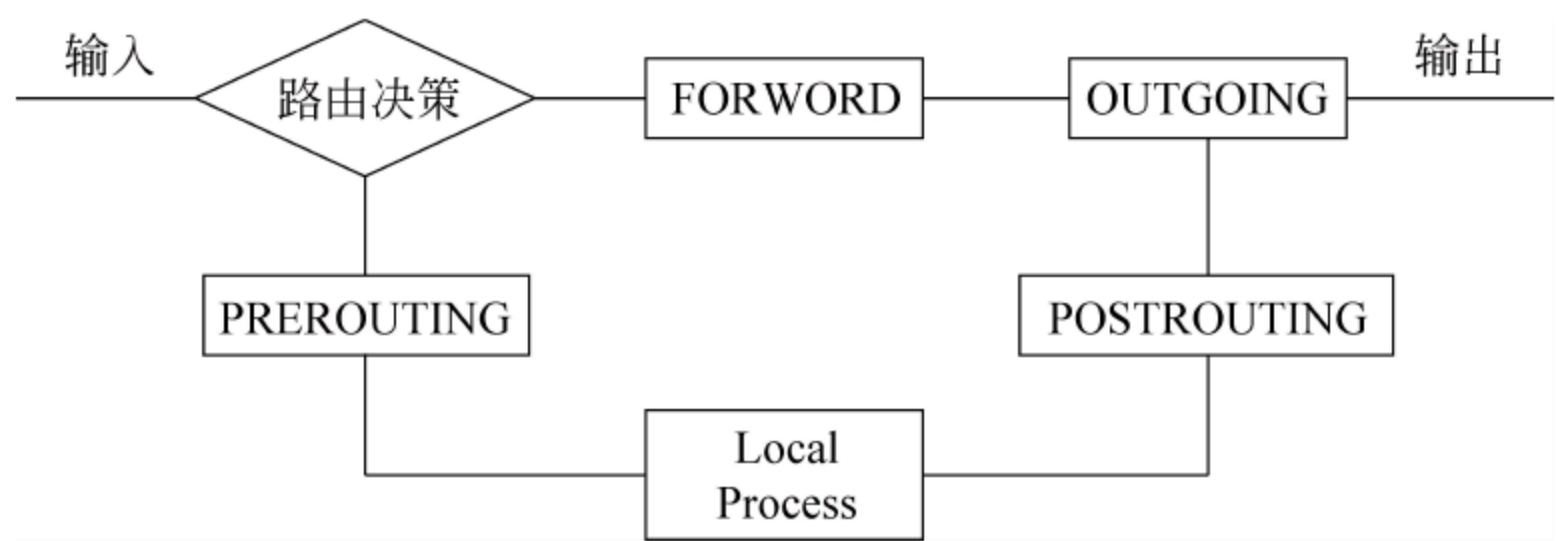 输入
路由决策
FORWORD
OUTGOING
输出
PREROUTING
POSTROUTING
Local
Process